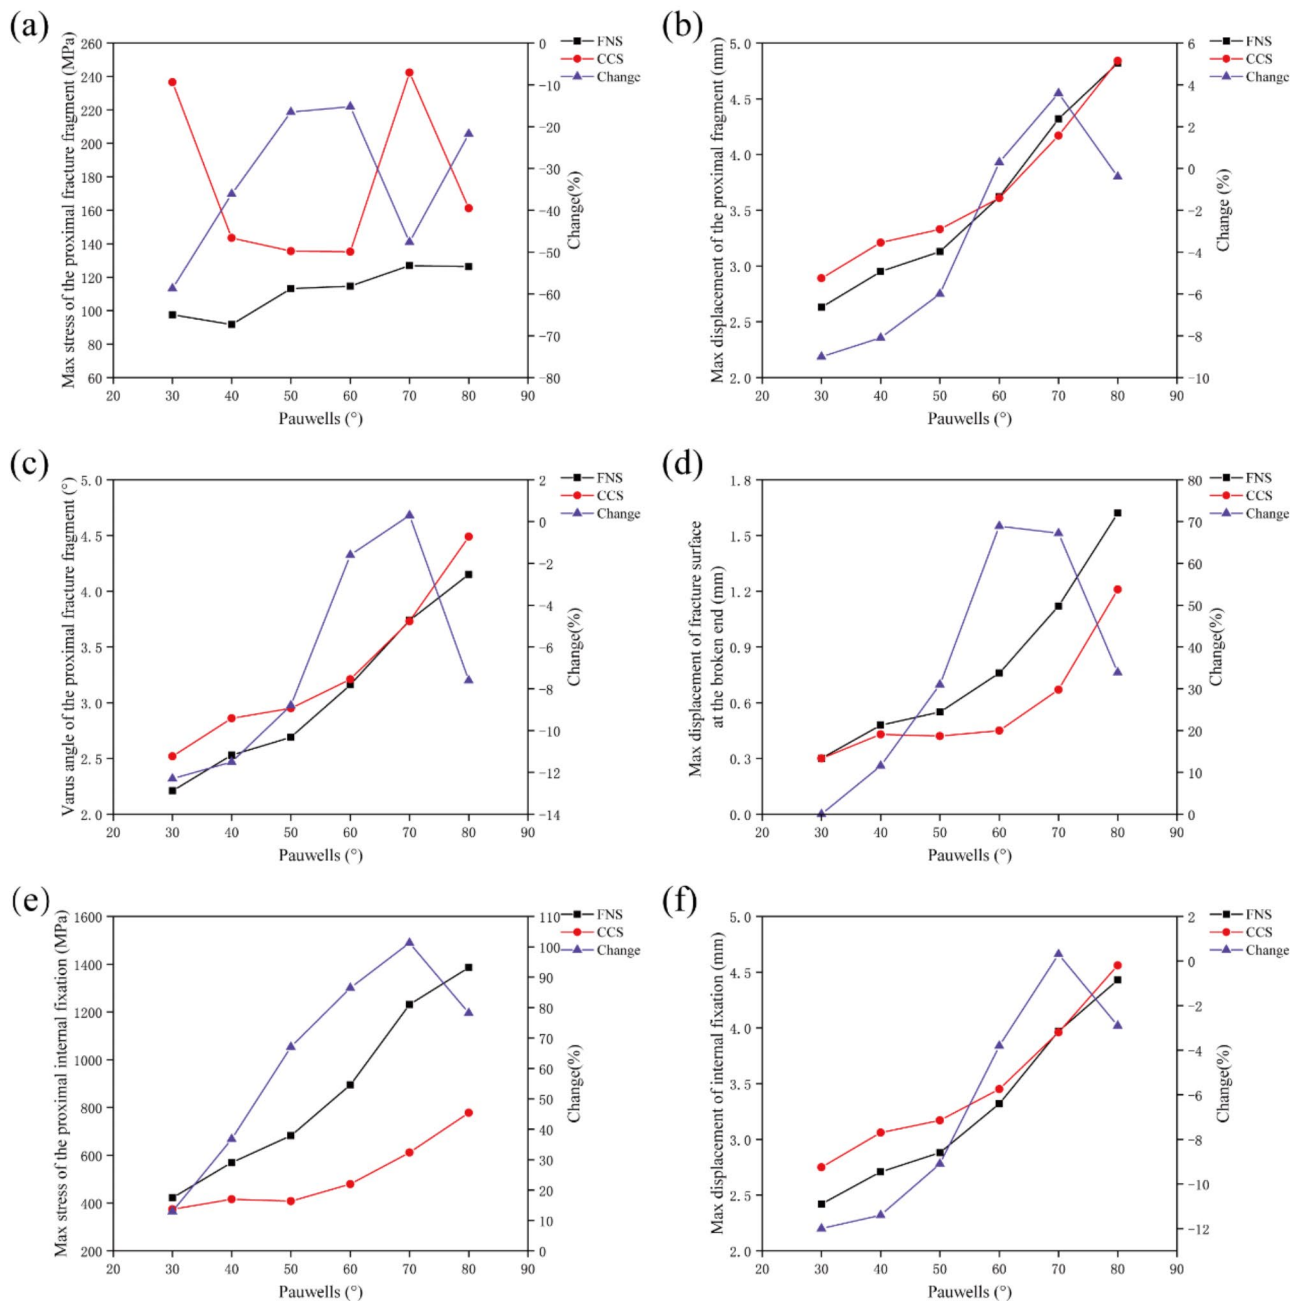 (a)
Max stress of the proximal fracture fragment (MPa)
260
240
220
200
180
160
140
120
100
80
60
0
-10
-20
-30
-40
-50
-60
-70
-80
Change(%)
FNS
CCS
Change
20 30 40 50 60 70 80 90
Pauwells (°)
(b)
Max displacement of the proximal fragment (mm)
5.0
4.5
4.0
3.5
3.0
2.5
2.0
6
4
2
0
-2
-4
-6
-8
-10
Change (%)
FNS
CCS
Change
20 30 40 50 60 70 80 90
Pauwells (°)
(c)
Varus angle of the proximal fracture fragment (°)
5.0
4.5
4.0
3.5
3.0
2.5
2.0
2
0
-2
-4
-6
-8
-10
-12
-14
Change(%)
FNS
CCS
Change
20 30 40 50 60 70 80 90
Pauwells (°)
(d)
Max displacement of fracture surface
at the broken end (mm)
1.8
1.5
1.2
0.9
0.6
0.3
0.0
80
70
60
50
40
30
20
10
0
Change(%)
FNS
CCS
Change
20 30 40 50 60 70 80 90
Pauwells (°)
(e)
Max stress of the proximal internal fixation (MPa)
1600
1400
1200
1000
800
600
400
200
110
100
90
80
70
60
50
40
30
20
10
0
Change(%)
FNS
CCS
Change
20 30 40 50 60 70 80 90
Pauwells (°)
(f)
Max displacement of internal fixation (mm)
5.0
4.5
4.0
3.5
3.0
2.5
2.0
2
0
-2
-4
-6
-8
-10
-12
Change(%)
FNS
CCS
Change
20 30 40 50 60 70 80 90
Pauwells (°)